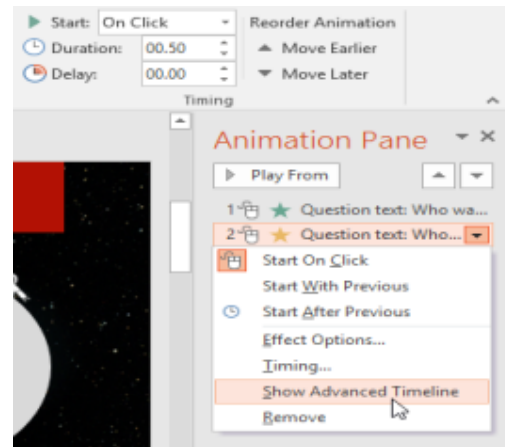 Start: On Click Reorder Animation
Duration: 00.50 Move Earlier
Delay: 00.00 Move Later
Timing
Animation Pane
Play From
1 Question text: Who wa...
2 Question text: Who...
Start On Click
Start With Previous
Start After Previous
Effect Options...
Timing...
Show Advanced Timeline
Remove